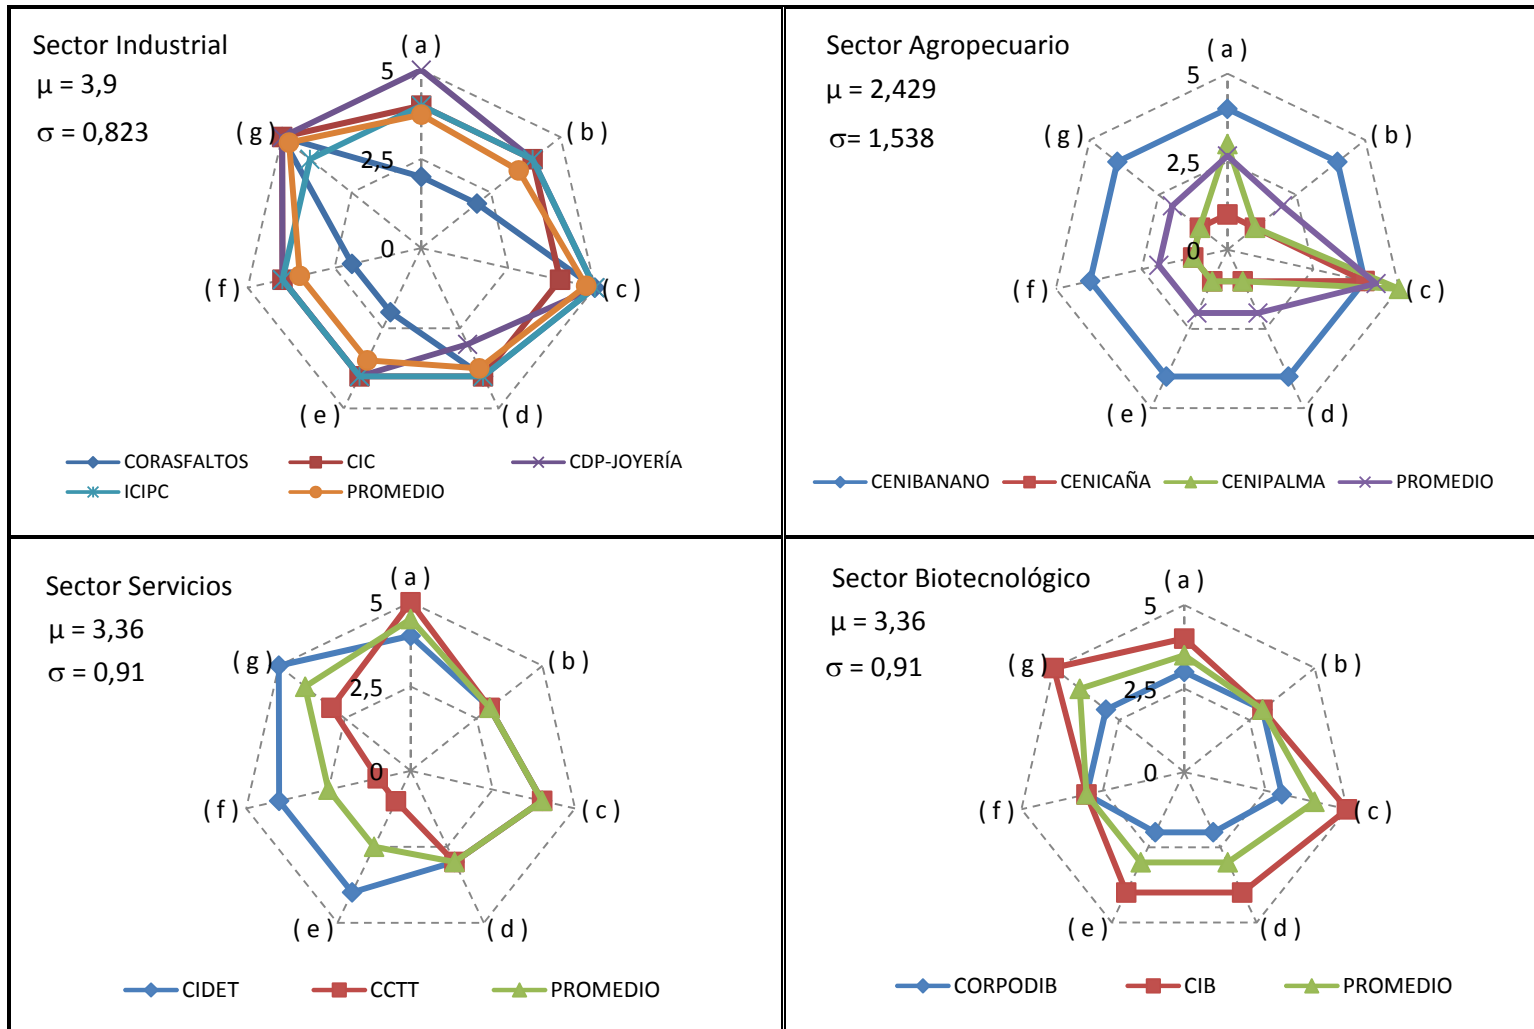 Sector Industrial
μ = 3,9
σ = 0,823
( a )
5
( b )
( g )
2,5
0
( c )
( f )
( e )
( d )
CORASFALTOS
CIC
CDP-JOYERÍA
ICIPC
PROMEDIO
Sector Agropecuario
μ = 2,429
σ= 1,538
( a )
5
( b )
( g )
2,5
0
( c )
( f )
( e )
( d )
CENIBANANO
CENICAÑA
CENIPALMA
PROMEDIO
Sector Servicios
μ = 3,36
σ = 0,91
( a )
5
( b )
( g )
2,5
0
( c )
( f )
( e )
( d )
CIDET
CCTT
PROMEDIO
Sector Biotecnológico
μ = 3,36
σ = 0,91
( a )
5
( b )
( g )
2,5
0
( c )
( f )
( e )
( d )
CORPODIB
CIB
PROMEDIO